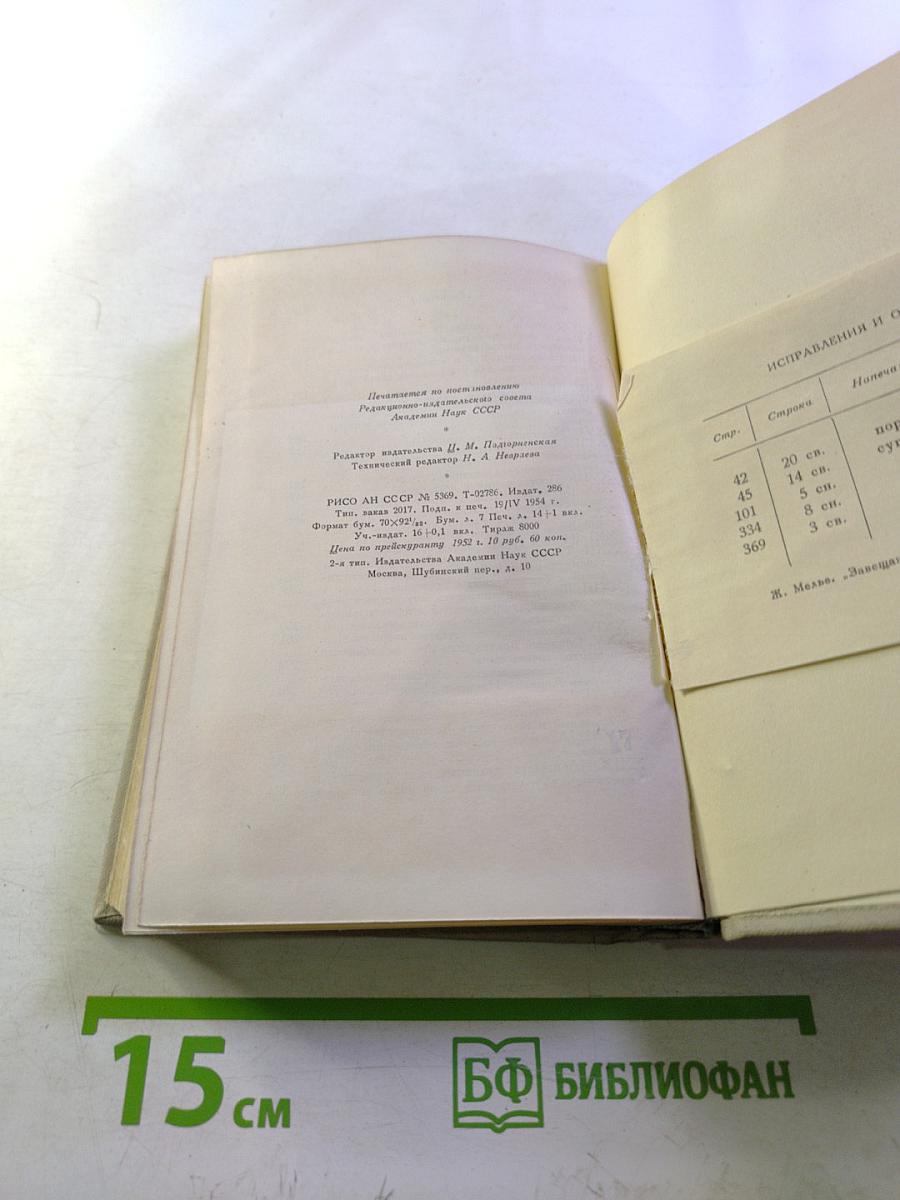 Печатается по постановлению
Редакционно-издательского совета
Академии Наук СССР
*
Редактор издательства И. М. Подгорненская
Технический редактор Н. А. Невраева
*
РИСО АН СССР № 5369. Т-02786. Издат. 286
Тип. заказ 2017. Подп. к печ. 19/IV 1954 г.
Формат бум. 70×92¹/₃₂. Бум. л. 7 Печ. л. 14+1 вкл.
Уч.-издат. 16+0,1 вкл. Тираж 8000
Цена по прейскуранту 1952 г. 10 руб. 60 коп.
2-я тип. Издательства Академии Наук СССР
Москва, Шубинский пер., д. 10
ИСПРАВЛЕНИЯ И О
Стр. Строка Напеча
42 20 св. пор
45 14 св. сущ
101 5 сн.
334 8 сн.
369 3 св.
Ж. Мелье. „Завещан
15 см
БФ БИБЛИОФАН